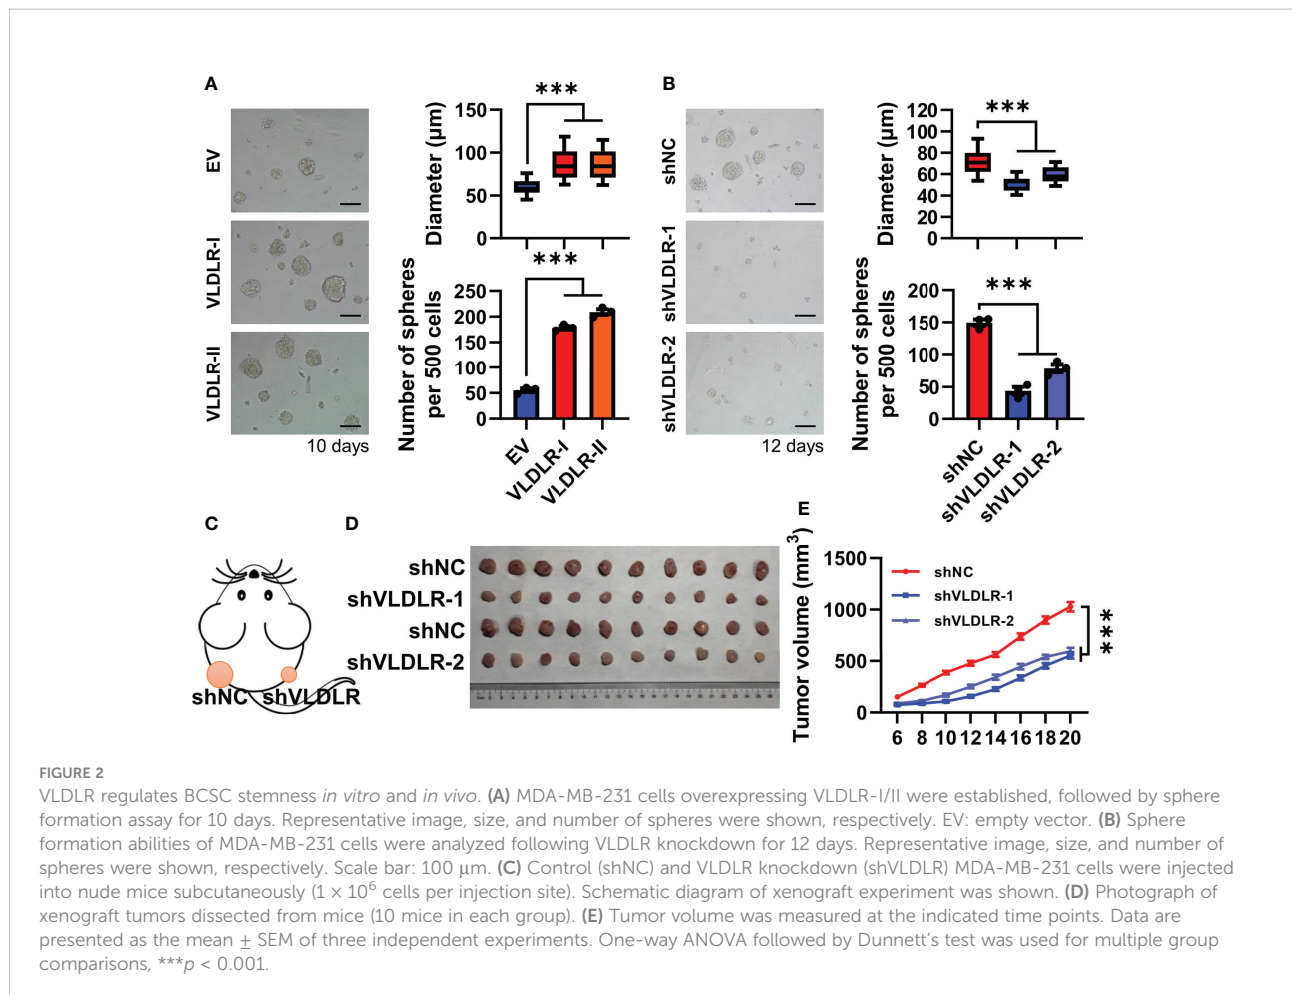 A
EV
VLDLR-I
VLDLR-II
10 days
Diameter (µm)
150
100
50
0
***
Number of spheres
per 500 cells
250
200
150
100
50
0
***
EV
VLDLR-I
VLDLR-II
B
shNC
shVLDLR-1
shVLDLR-2
12 days
Diameter (µm)
120
100
80
60
40
20
0
***
Number of spheres
per 500 cells
200
150
100
50
0
***
shNC
shVLDLR-1
shVLDLR-2
C
shNC
shVLDLR
D
shNC
shVLDLR-1
shNC
shVLDLR-2
E
Tumor volume (mm³)
1500
1000
500
0
shNC
shVLDLR-1
shVLDLR-2
***
6 8 10 12 14 16 18 20
FIGURE 2
VLDLR regulates BCSC stemness in vitro and in vivo. (A) MDA-MB-231 cells overexpressing VLDLR-I/II were established, followed by sphere
formation assay for 10 days. Representative image, size, and number of spheres were shown, respectively. EV: empty vector. (B) Sphere
formation abilities of MDA-MB-231 cells were analyzed following VLDLR knockdown for 12 days. Representative image, size, and number of
spheres were shown, respectively. Scale bar: 100 µm. (C) Control (shNC) and VLDLR knockdown (shVLDLR) MDA-MB-231 cells were injected
into nude mice subcutaneously (1 × 10⁶ cells per injection site). Schematic diagram of xenograft experiment was shown. (D) Photograph of
xenograft tumors dissected from mice (10 mice in each group). (E) Tumor volume was measured at the indicated time points. Data are
presented as the mean ± SEM of three independent experiments. One-way ANOVA followed by Dunnett's test was used for multiple group
comparisons, ***p < 0.001.